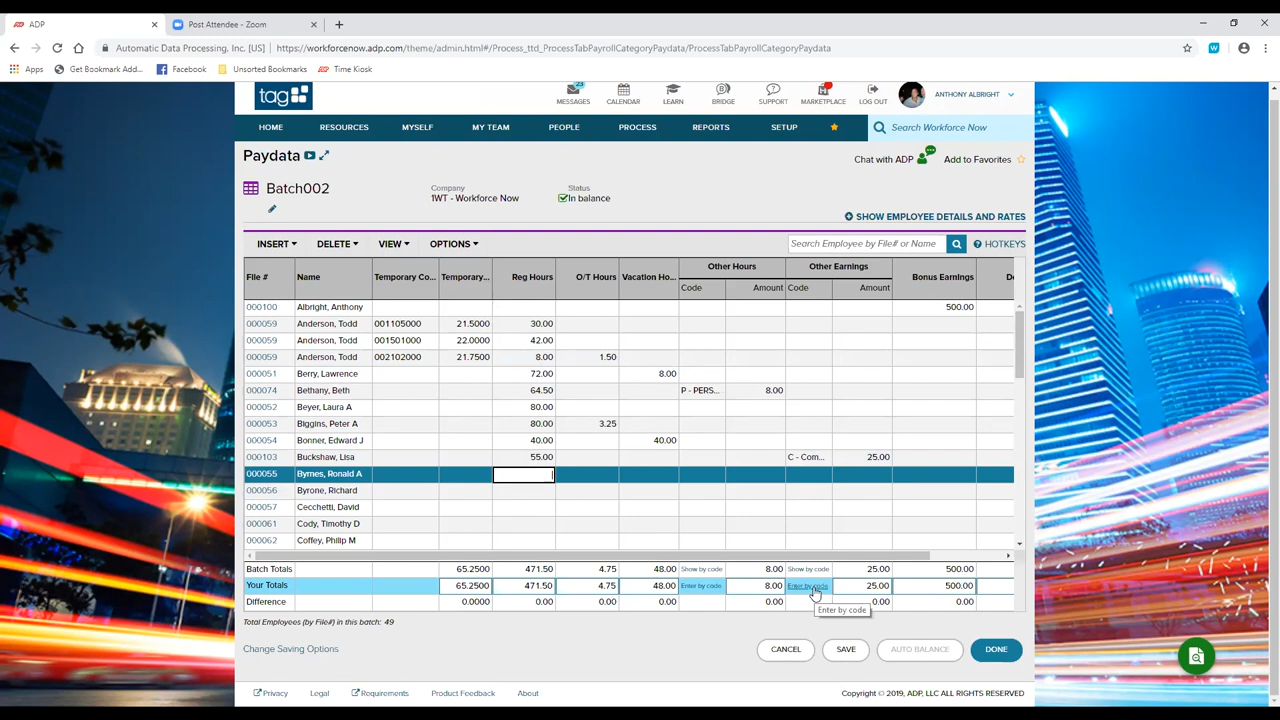 ADP
Post Attendee - Zoom
Automatic Data Processing, Inc. [US] https://workforcenow.adp.com/theme/admin.html#/Process_ttd_ProcessTabPayrollCategoryPaydata/ProcessTabPayrollCategoryPaydata
Apps Get Bookmark Add... Facebook Unsorted Bookmarks Time Kiosk
tag
MESSAGES CALENDAR LEARN BRIDGE SUPPORT MARKETPLACE LOG OUT ANTHONY ALBRIGHT
HOME RESOURCES MYSELF MY TEAM PEOPLE PROCESS REPORTS SETUP Search Workforce Now
Paydata
Chat with ADP Add to Favorites
Batch002
Company Status
1WT - Workforce Now In balance
SHOW EMPLOYEE DETAILS AND RATES
INSERT DELETE VIEW OPTIONS Search Employee by File# or Name HOTKEYS
Other Hours Other Earnings
File # Name Temporary Co... Temporary... Reg Hours O/T Hours Vacation Ho... Code Amount Code Amount Bonus Earnings De
000100 Albright, Anthony 500.00
000059 Anderson, Todd 001105000 21.5000 30.00
000059 Anderson, Todd 001501000 22.0000 42.00
000059 Anderson, Todd 002102000 21.7500 8.00 1.50
000051 Berry, Lawrence 72.00 8.00
000074 Bethany, Beth 64.50 P - PERS... 8.00
000052 Beyer, Laura A 80.00
000053 Biggins, Peter A 80.00 3.25
000054 Bonner, Edward J 40.00 40.00
000103 Buckshaw, Lisa 55.00 C - Com... 25.00
000055 Byrnes, Ronald A
000056 Byrone, Richard
000057 Cecchetti, David
000061 Cody, Timothy D
000062 Coffey, Philip M
Batch Totals 65.2500 471.50 4.75 48.00 Show by code 8.00 Show by code 25.00 500.00
Your Totals 65.2500 471.50 4.75 48.00 Enter by code 8.00 Enter by code 25.00 500.00
Difference 0.0000 0.00 0.00 0.00 0.00 0.00 0.00
Enter by code
Total Employees (by File#) in this batch: 49
Change Saving Options
CANCEL SAVE AUTO BALANCE DONE
Privacy Legal Requirements Product Feedback About Copyright © 2019, ADP, LLC ALL RIGHTS RESERVED